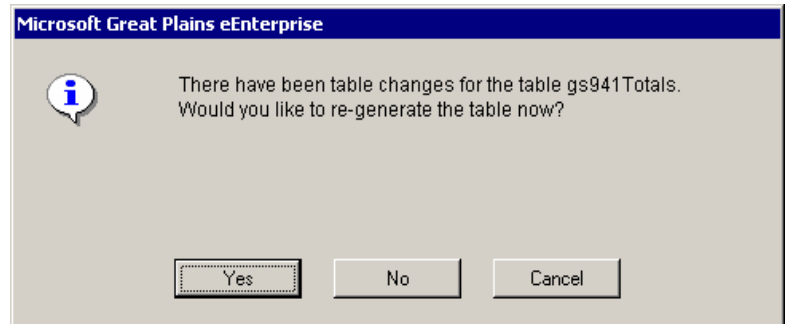 Microsoft Great Plains eEnterprise
There have been table changes for the table gs941Totals.
Would you like to re-generate the table now?
Yes No Cancel